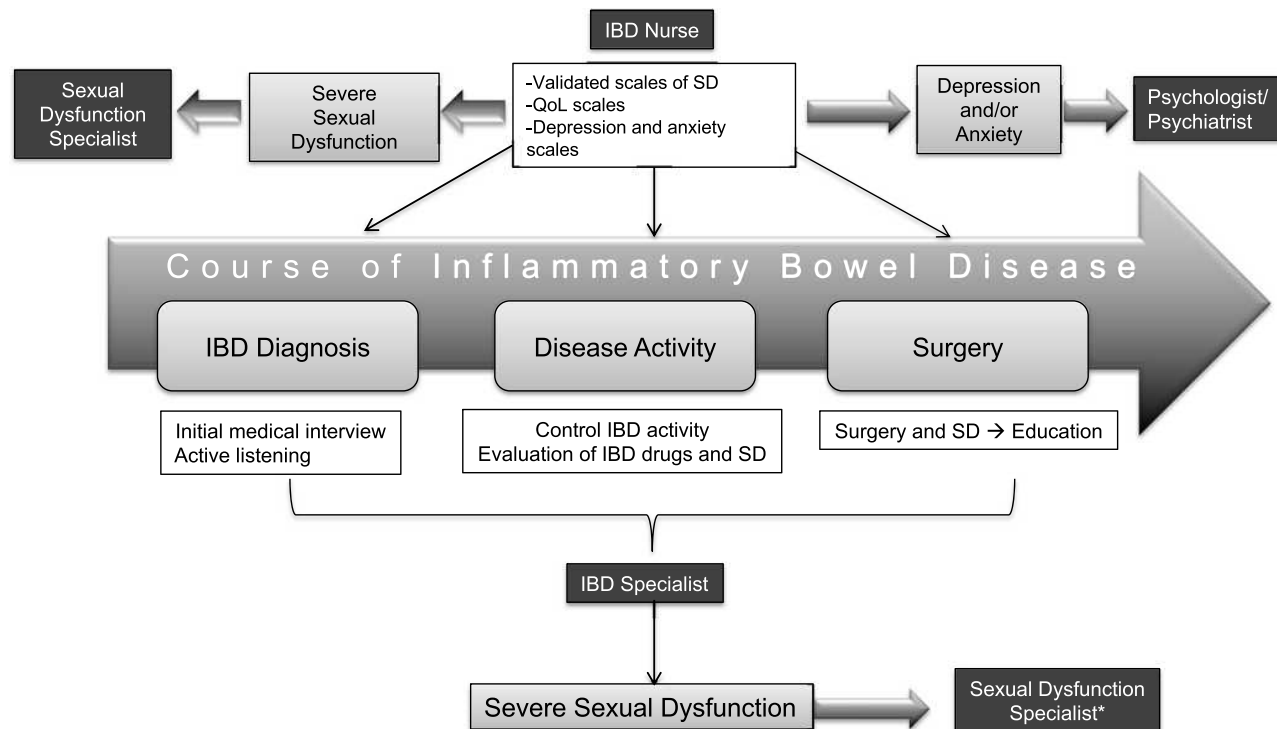 IBD Nurse
Sexual
Dysfunction
Specialist
Severe
Sexual
Dysfunction
-Validated scales of SD
-QoL scales
-Depression and anxiety
scales
Depression
and/or
Anxiety
Psychologist/
Psychiatrist
Course of Inflammatory Bowel Disease
IBD Diagnosis
Disease Activity
Surgery
Initial medical interview
Active listening
Control IBD activity
Evaluation of IBD drugs and SD
Surgery and SD → Education
IBD Specialist
Severe Sexual Dysfunction
Sexual Dysfunction
Specialist*